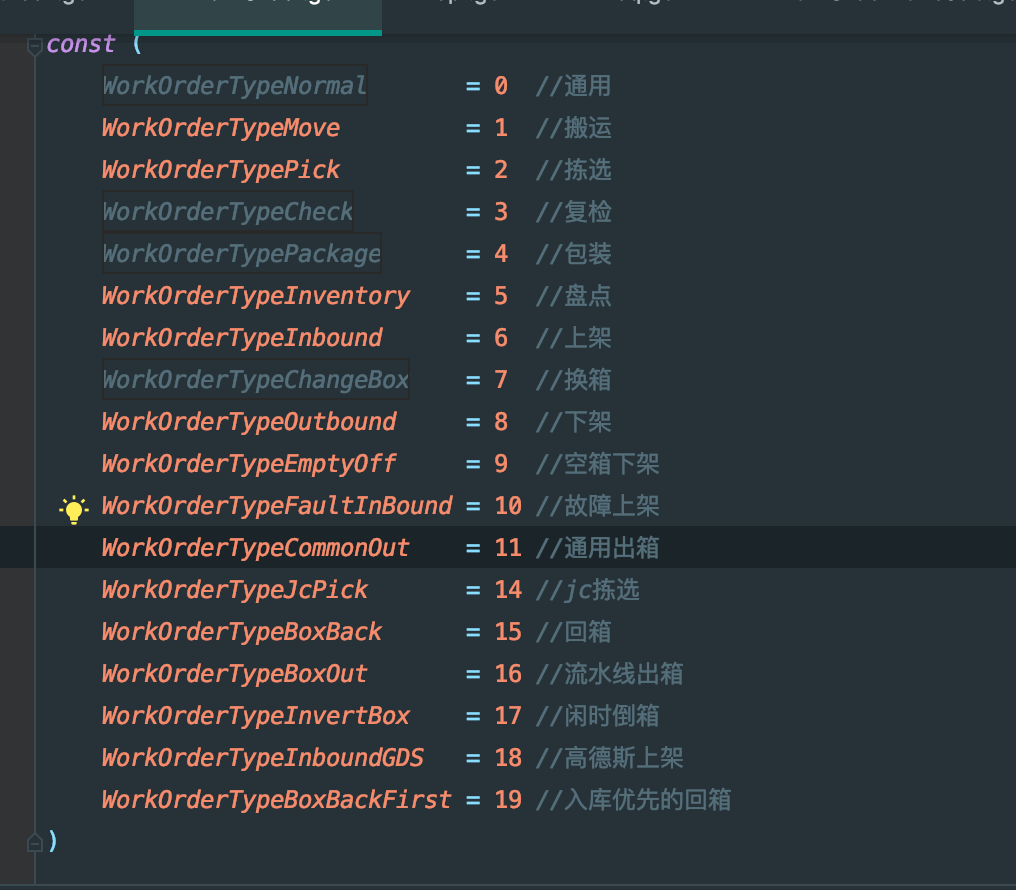 const (
WorkOrderTypeNormal = 0 //通用
WorkOrderTypeMove = 1 //搬运
WorkOrderTypePick = 2 //拣选
WorkOrderTypeCheck = 3 //复检
WorkOrderTypePackage = 4 //包装
WorkOrderTypeInventory = 5 //盘点
WorkOrderTypeInbound = 6 //上架
WorkOrderTypeChangeBox = 7 //换箱
WorkOrderTypeOutbound = 8 //下架
WorkOrderTypeEmptyOff = 9 //空箱下架
WorkOrderTypeFaultInBound = 10 //故障上架
WorkOrderTypeCommonOut = 11 //通用出箱
WorkOrderTypeJcPick = 14 //jc拣选
WorkOrderTypeBoxBack = 15 //回箱
WorkOrderTypeBoxOut = 16 //流水线出箱
WorkOrderTypeInvertBox = 17 //闲时倒箱
WorkOrderTypeInboundGDS = 18 //高德斯上架
WorkOrderTypeBoxBackFirst = 19 //入库优先的回箱
)